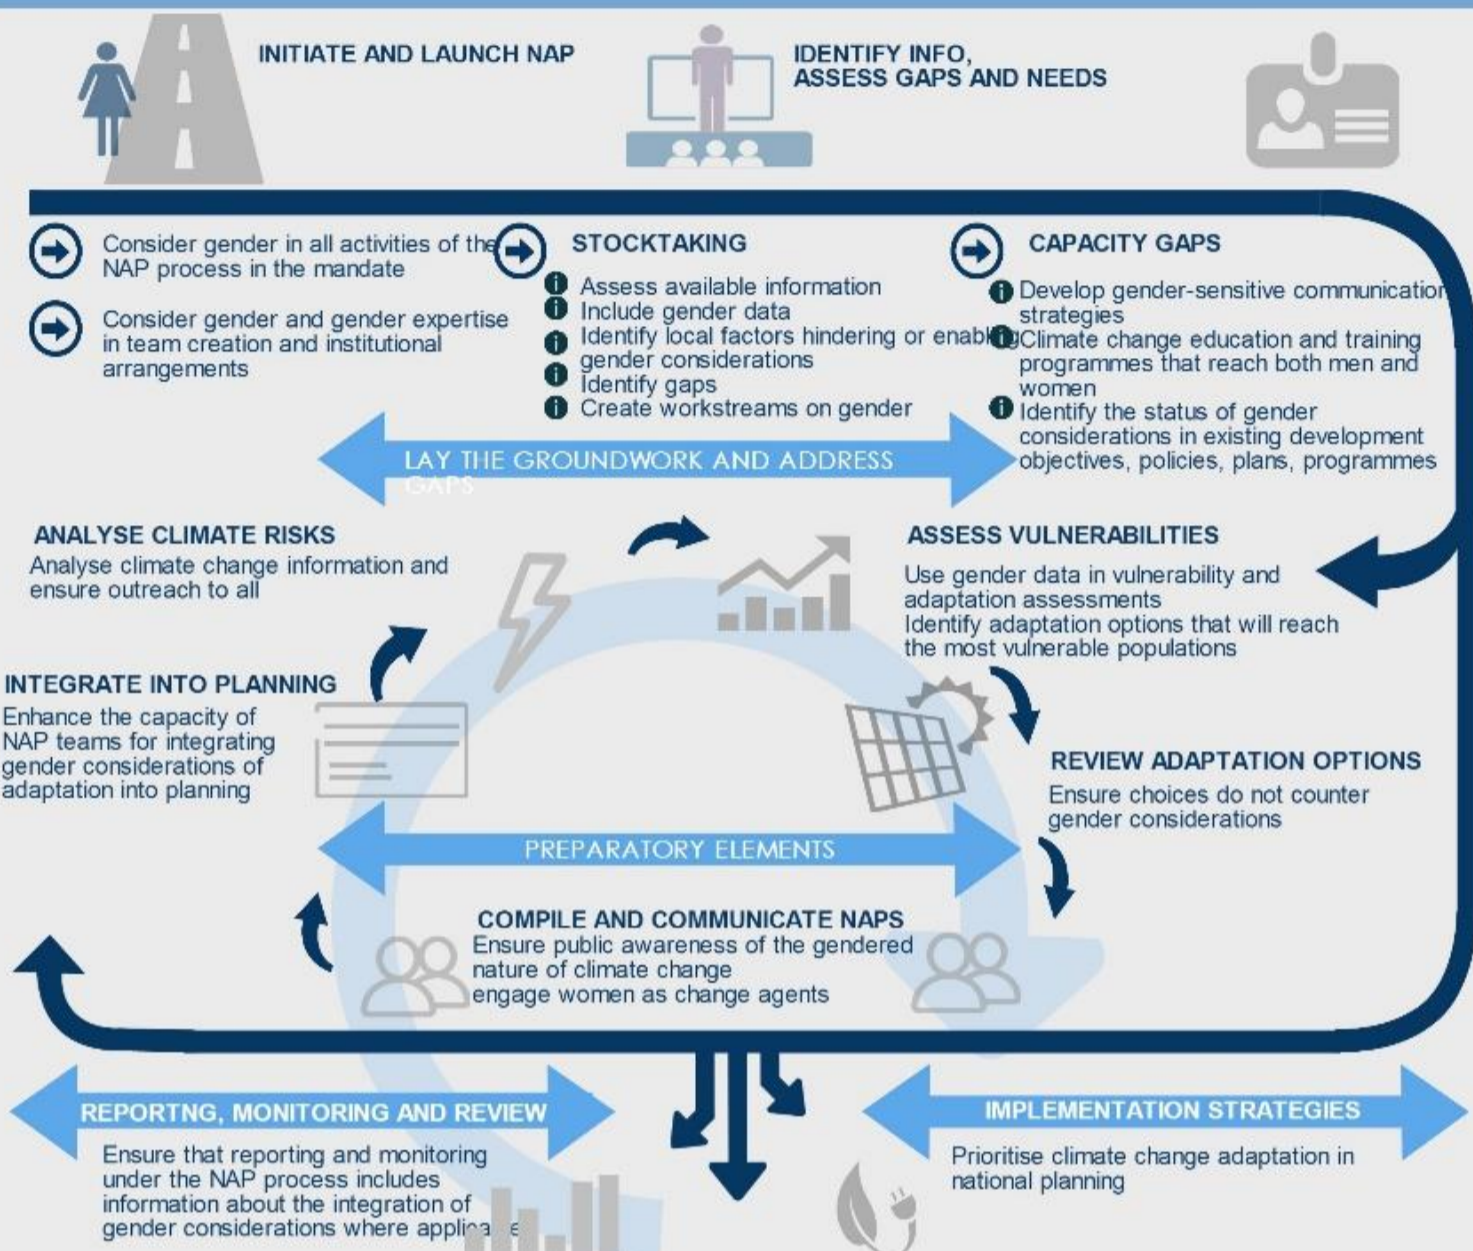 INITIATE AND LAUNCH NAP
IDENTIFY INFO,
ASSESS GAPS AND NEEDS
Consider gender in all activities of the
NAP process in the mandate
Consider gender and gender expertise
in team creation and institutional
arrangements
STOCKTAKING
Assess available information
Include gender data
Identify local factors hindering or enabling
gender considerations
Identify gaps
Create workstreams on gender
CAPACITY GAPS
Develop gender-sensitive communication
strategies
Climate change education and training
programmes that reach both men and
women
Identify the status of gender
considerations in existing development
objectives, policies, plans, programmes
LAY THE GROUNDWORK AND ADDRESS
GAPS
ANALYSE CLIMATE RISKS
Analyse climate change information and
ensure outreach to all
ASSESS VULNERABILITIES
Use gender data in vulnerability and
adaptation assessments
Identify adaptation options that will reach
the most vulnerable populations
INTEGRATE INTO PLANNING
Enhance the capacity of
NAP teams for integrating
gender considerations of
adaptation into planning
REVIEW ADAPTATION OPTIONS
Ensure choices do not counter
gender considerations
PREPARATORY ELEMENTS
COMPILE AND COMMUNICATE NAPS
Ensure public awareness of the gendered
nature of climate change
engage women as change agents
REPORTNG, MONITORING AND REVIEW
Ensure that reporting and monitoring
under the NAP process includes
information about the integration of
gender considerations where
IMPLEMENTATION STRATEGIES
Prioritise climate change adaptation in
national planning